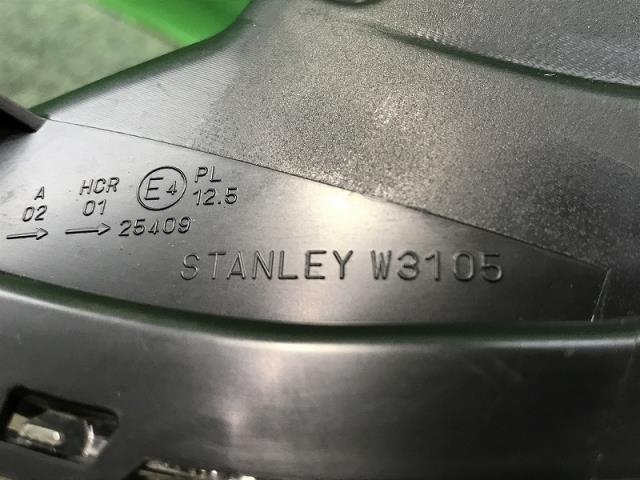 A HCR E4 PL
02 01 12.5
→ → 25409
STANLEY W3105